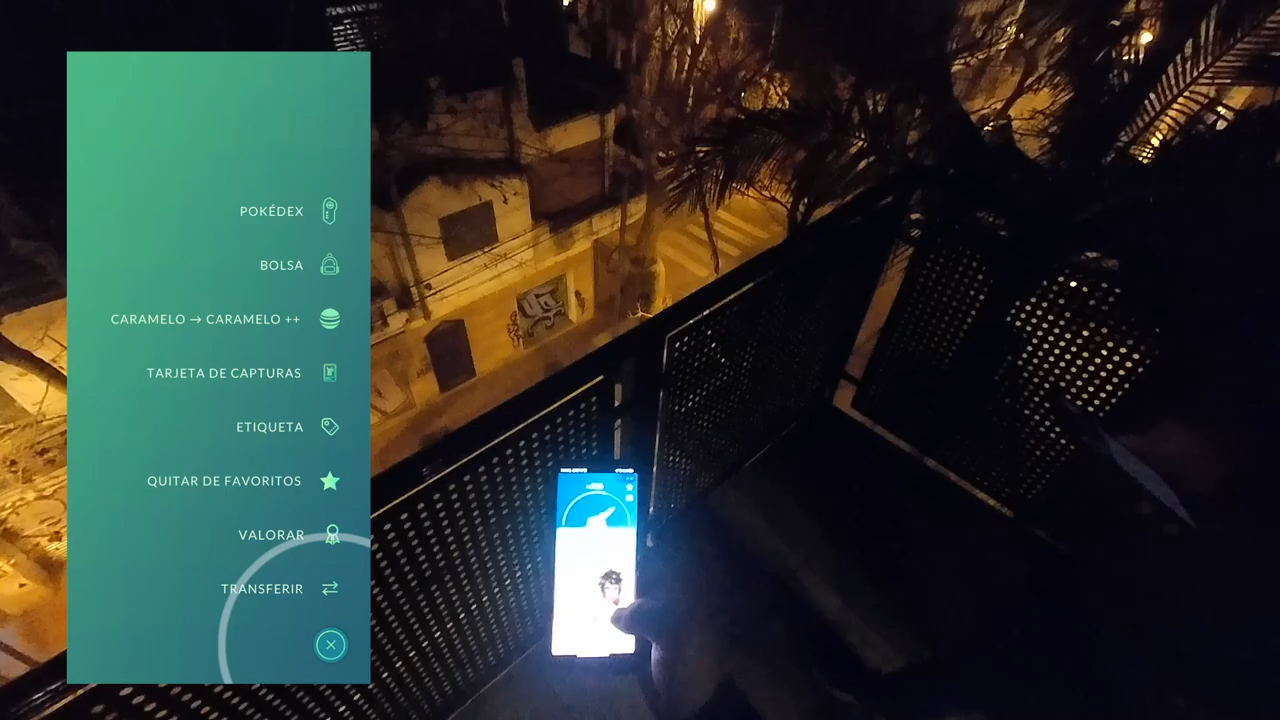 POKÉDEX
BOLSA
CARAMELO → CARAMELO ++
TARJETA DE CAPTURAS
ETIQUETA
QUITAR DE FAVORITOS
VALORAR
TRANSFERIR